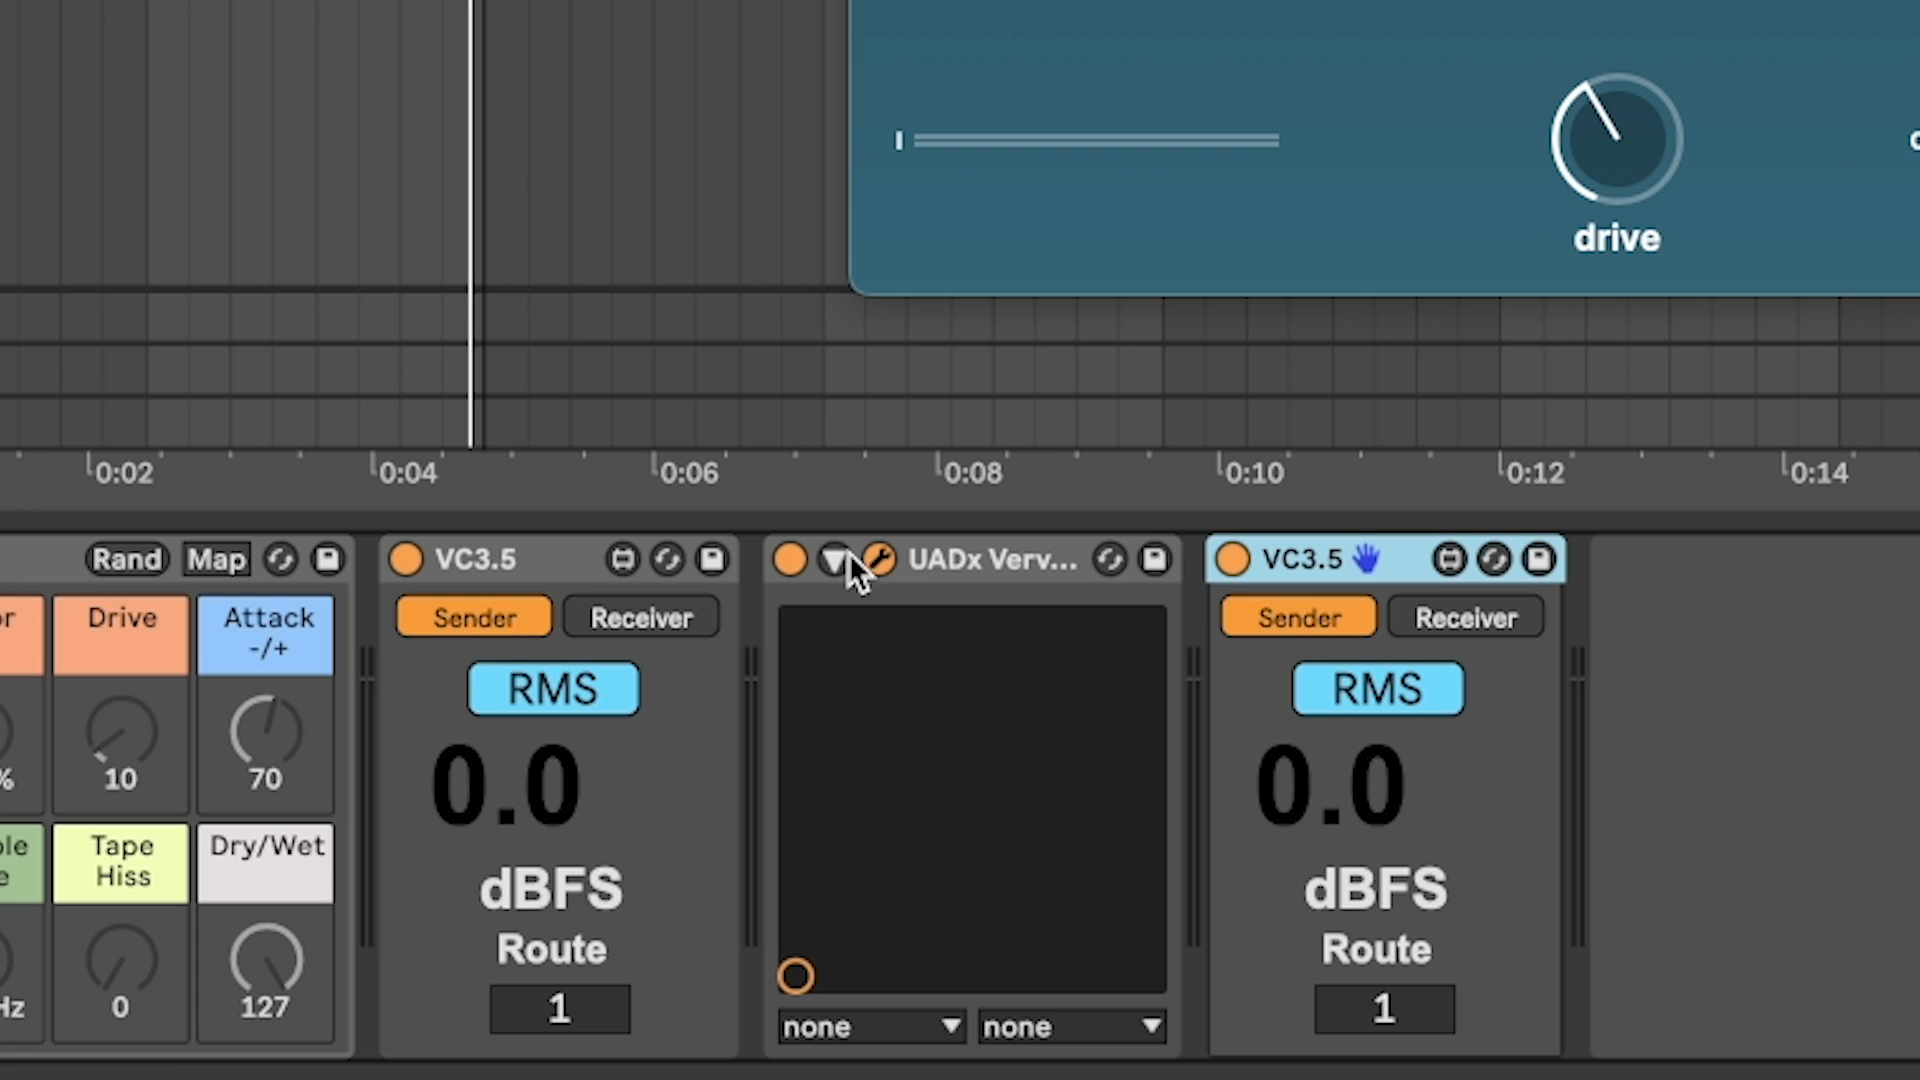 drive
0:02 0:04 0:06 0:08 0:10 0:12 0:14
Rand Map
Drive
Attack
-/+
10
70
Tape
Hiss
Dry/Wet
0
127
VC3.5
Sender Receiver
RMS
0.0
dBFS
Route
1
UADx Verv...
none none
VC3.5
Sender Receiver
RMS
0.0
dBFS
Route
1